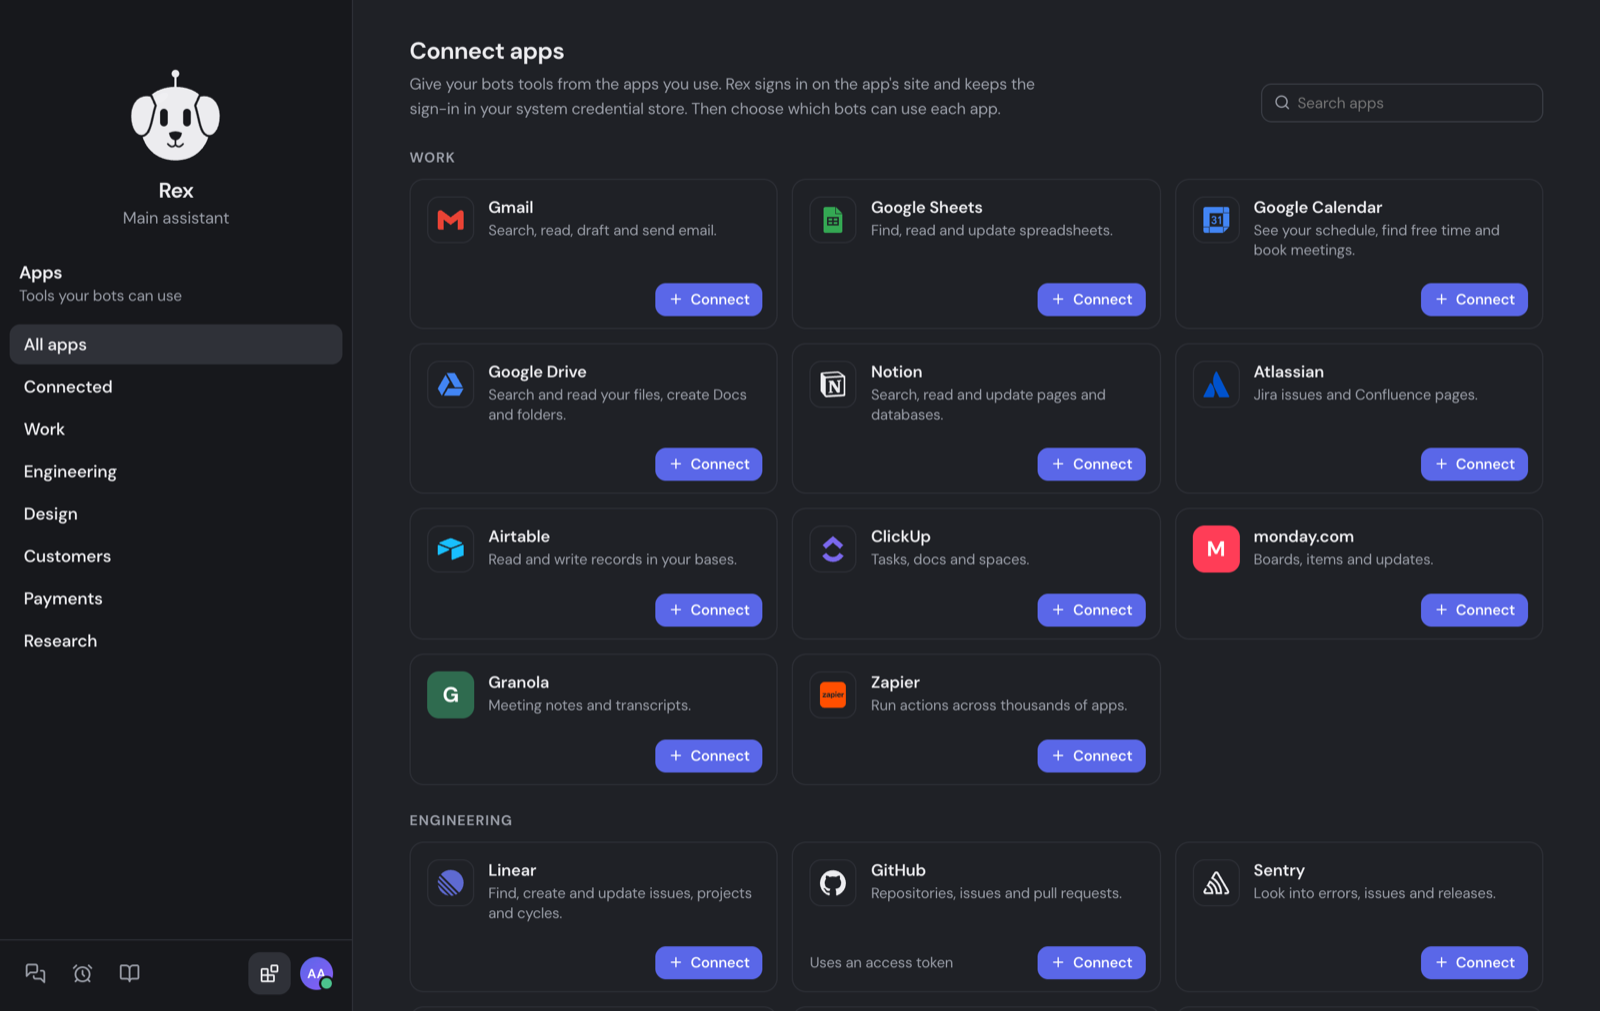 Rex
Main assistant
Apps
Tools your bots can use
All apps
Connected
Work
Engineering
Design
Customers
Payments
Research
AA
Connect apps
Give your bots tools from the apps you use. Rex signs in on the app's site and keeps the
sign-in in your system credential store. Then choose which bots can use each app.
Search apps
WORK
Gmail
Search, read, draft and send email.
+ Connect
Google Sheets
Find, read and update spreadsheets.
+ Connect
31
Google Calendar
See your schedule, find free time and
book meetings.
+ Connect
Google Drive
Search and read your files, create Docs
and folders.
+ Connect
N
Notion
Search, read and update pages and
databases.
+ Connect
Atlassian
Jira issues and Confluence pages.
+ Connect
Airtable
Read and write records in your bases.
+ Connect
ClickUp
Tasks, docs and spaces.
+ Connect
M
monday.com
Boards, items and updates.
+ Connect
G
Granola
Meeting notes and transcripts.
+ Connect
zapier
Zapier
Run actions across thousands of apps.
+ Connect
ENGINEERING
Linear
Find, create and update issues, projects
and cycles.
+ Connect
GitHub
Repositories, issues and pull requests.
Uses an access token
+ Connect
Sentry
Look into errors, issues and releases.
+ Connect